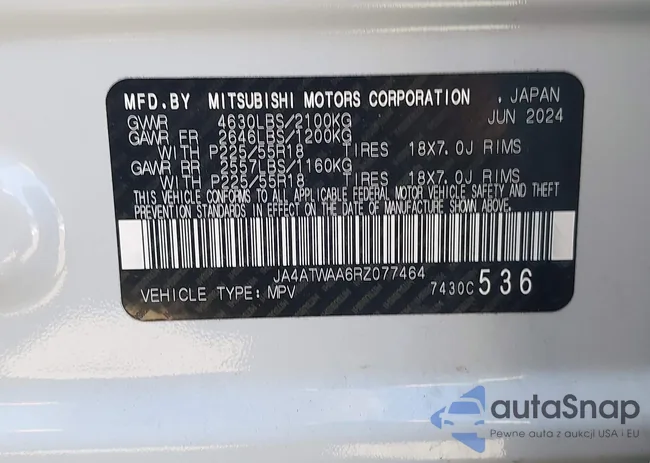 MFD.BY MITSUBISHI MOTORS CORPORATION . JAPAN
GVWR 4630LBS/2100KG JUN 2024
GAWR FR 2646LBS/1200KG
WITH P225/55R18 TIRES 18X7.0J RIMS
GAWR RR 2557LBS/1160KG
WITH P225/55R18 TIRES 18X7.0J RIMS
THIS VEHICLE CONFORMS TO ALL APPLICABLE FEDERAL MOTOR VEHICLE SAFETY AND THEFT
PREVENTION STANDARDS IN EFFECT ON THE DATE OF MANUFACTURE SHOWN ABOVE.
JA4ATWAA6RZ077464
VEHICLE TYPE: MPV 7430C 536
autaSnap
Pewne auta z aukcji USA i EU